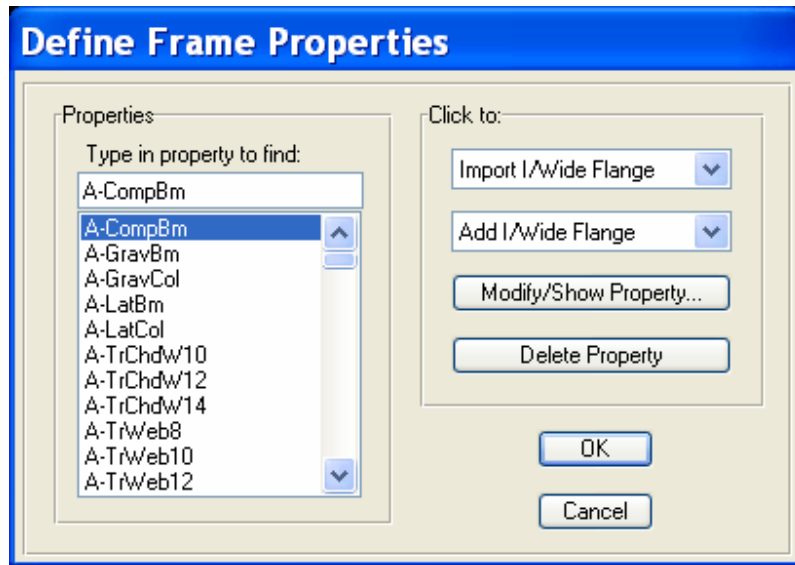 Define Frame Properties
Properties
Type in property to find:
A-CompBm
A-CompBm
A-GravBm
A-GravCol
A-LatBm
A-LatCol
A-TrChdW10
A-TrChdW12
A-TrChdW14
A-TrWeb8
A-TrWeb10
A-TrWeb12
Click to:
Import I/Wide Flange
Add I/Wide Flange
Modify/Show Property...
Delete Property
OK
Cancel